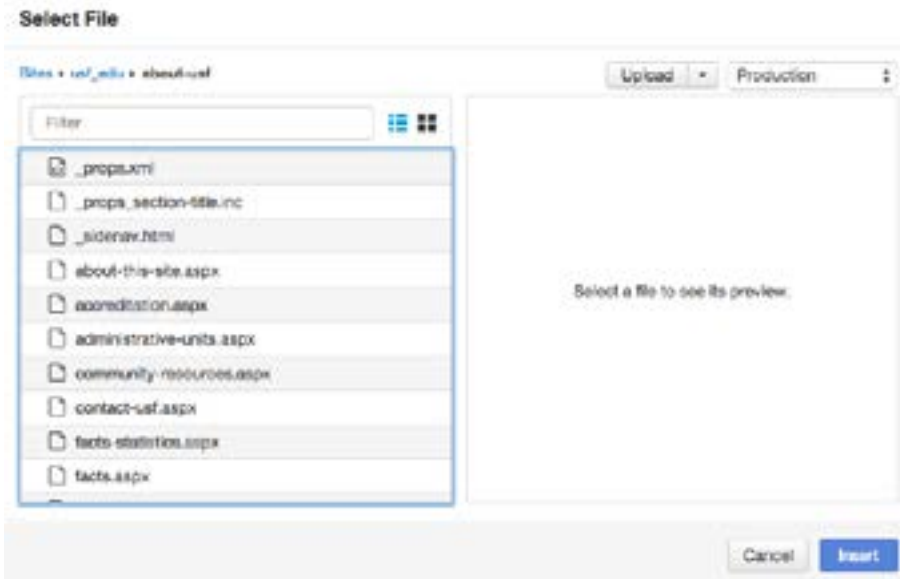 Select File
Sites ▸ usf_edu ▸ about-usf
Upload
Production
Filter
_props.xml
_props_section-title.inc
_sidenav.html
about-this-site.aspx
accreditation.aspx
administrative-units.aspx
community-resources.aspx
contact-usf.aspx
facts-statistics.aspx
facts.aspx
Select a file to see its preview.
Cancel
Insert